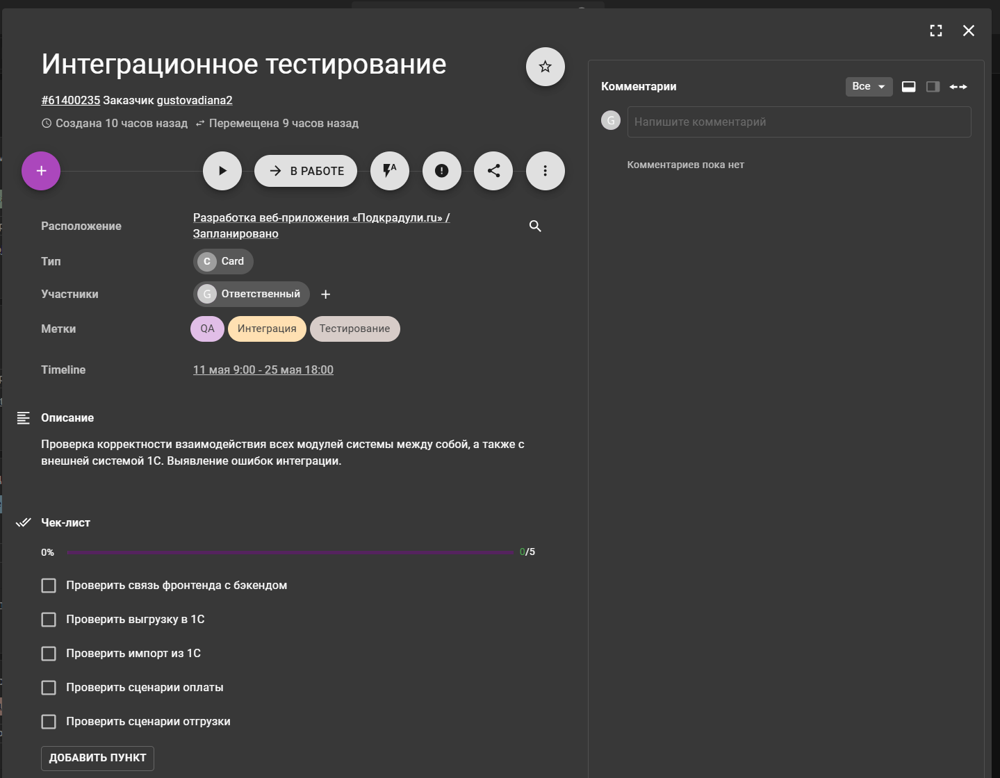 Интеграционное тестирование
#61400235 Заказчик gustovadiana2
Создана 10 часов назад Перемещена 9 часов назад
В РАБОТЕ
Расположение
Разработка веб-приложения «Подкрадули.ru» /
Запланировано
Тип
C Card
Участники
G Ответственный
Метки
QA Интеграция Тестирование
Timeline
11 мая 9:00 - 25 мая 18:00
Описание
Проверка корректности взаимодействия всех модулей системы между собой, а также с
внешней системой 1С. Выявление ошибок интеграции.
Чек-лист
0% 0/5
Проверить связь фронтенда с бэкендом
Проверить выгрузку в 1С
Проверить импорт из 1С
Проверить сценарии оплаты
Проверить сценарии отгрузки
ДОБАВИТЬ ПУНКТ
Комментарии
Все
G
Напишите комментарий
Комментариев пока нет